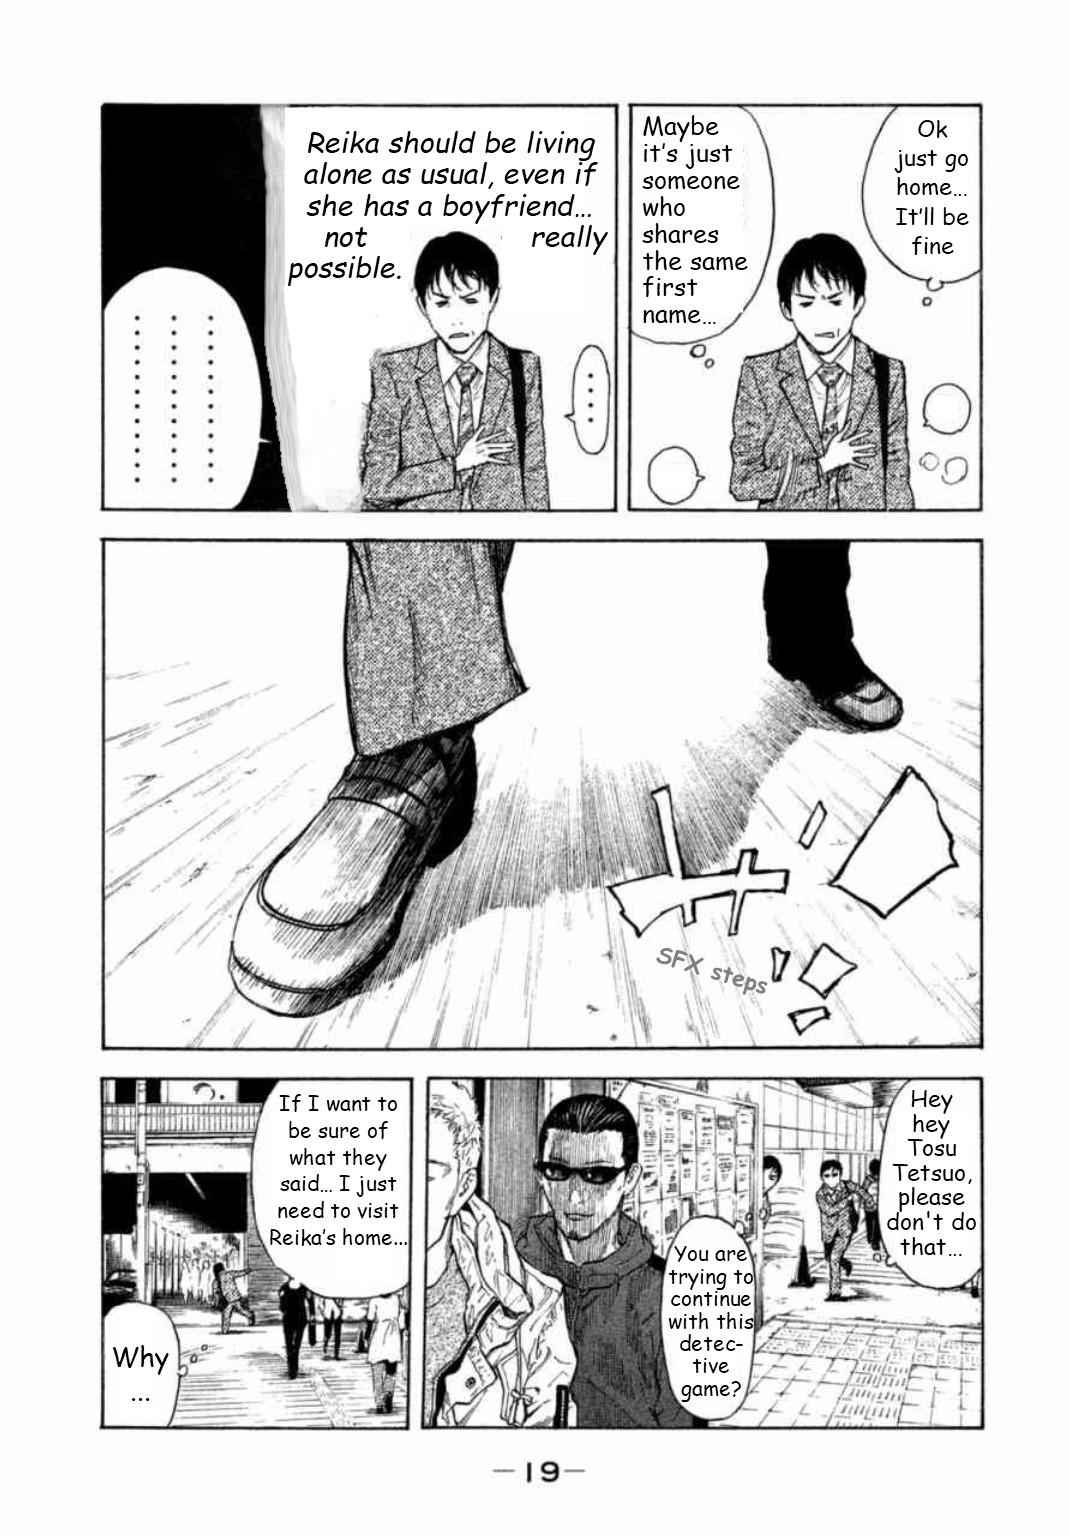 Ok
just go
home...
It'll be
fine
Maybe
it's just
someone
who
shares
the same
first
name...
Reika should be living
alone as usual, even if
she has a boyfriend...
not really
possible.
SFX steps
Hey
hey
Tosu
Tetsuo,
please
don't do
that...
You are
trying to
continue
with this
detec-
tive
game?
If I want to
be sure of
what they
said... I just
need to visit
Reika's home...
Why
...
-19-